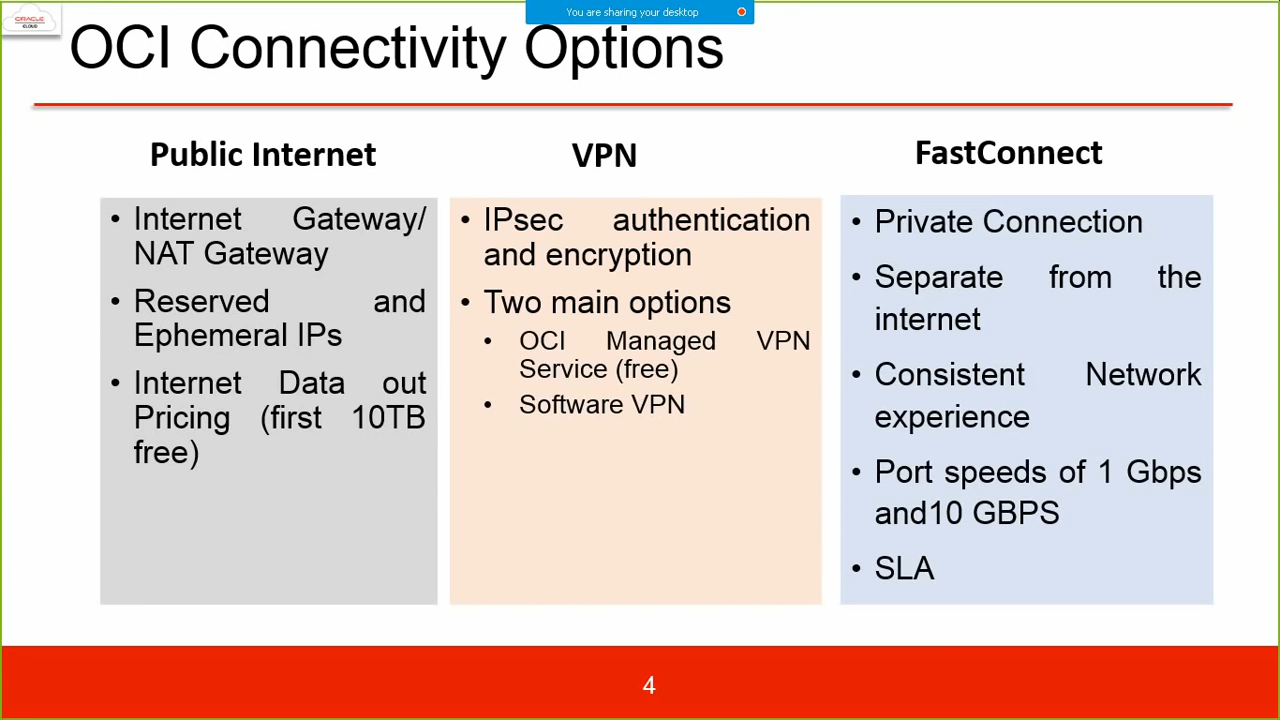 ORACLE
CLOUD
You are sharing your desktop
OCI Connectivity Options
Public Internet
• Internet Gateway/
NAT Gateway
• Reserved and
Ephemeral IPs
• Internet Data out
Pricing (first 10TB
free)
VPN
• IPsec authentication
and encryption
• Two main options
• OCI Managed VPN
Service (free)
• Software VPN
FastConnect
• Private Connection
• Separate from the
internet
• Consistent Network
experience
• Port speeds of 1 Gbps
and10 GBPS
• SLA
4